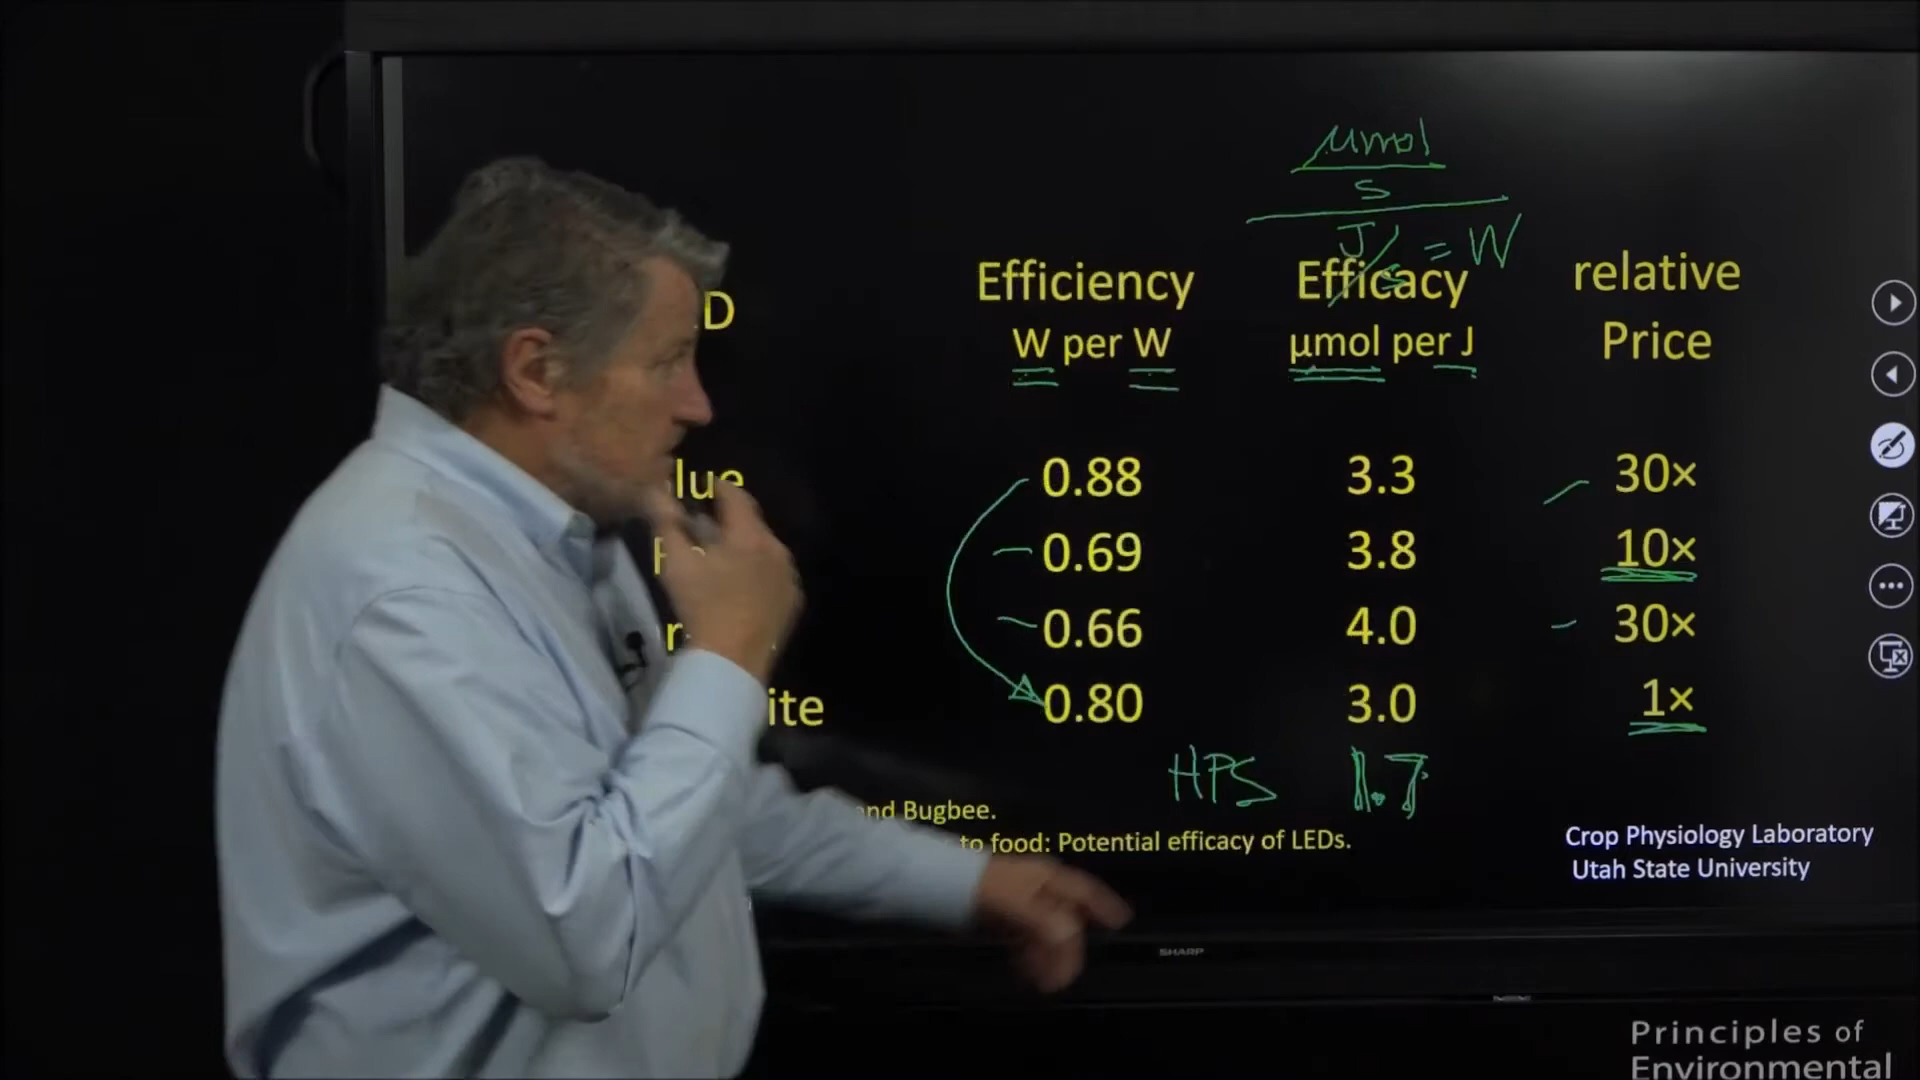 µmol
s
J/s = W
D Efficiency Efficacy relative
W per W µmol per J Price
lue 0.88 3.3 30×
0.69 3.8 10×
0.66 4.0 30×
ite 0.80 3.0 1×
HPS 1.7
nd Bugbee.
to food: Potential efficacy of LEDs.
Crop Physiology Laboratory
Utah State University
SHARP
Principles of
Environmental